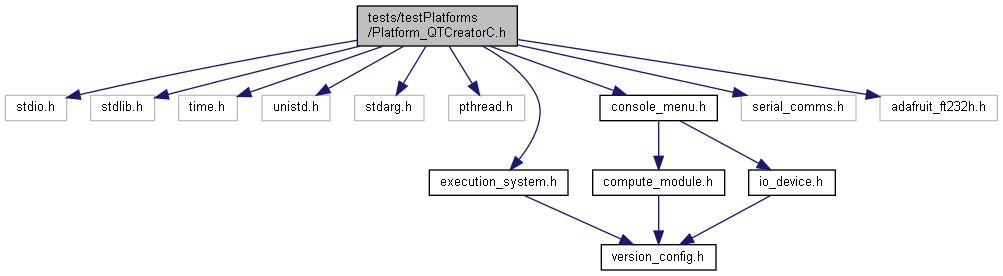 tests/testPlatforms
/Platform_QTCreatorC.h
stdio.h
stdlib.h
time.h
unistd.h
stdarg.h
pthread.h
console_menu.h
serial_comms.h
adafruit_ft232h.h
execution_system.h
compute_module.h
io_device.h
version_config.h